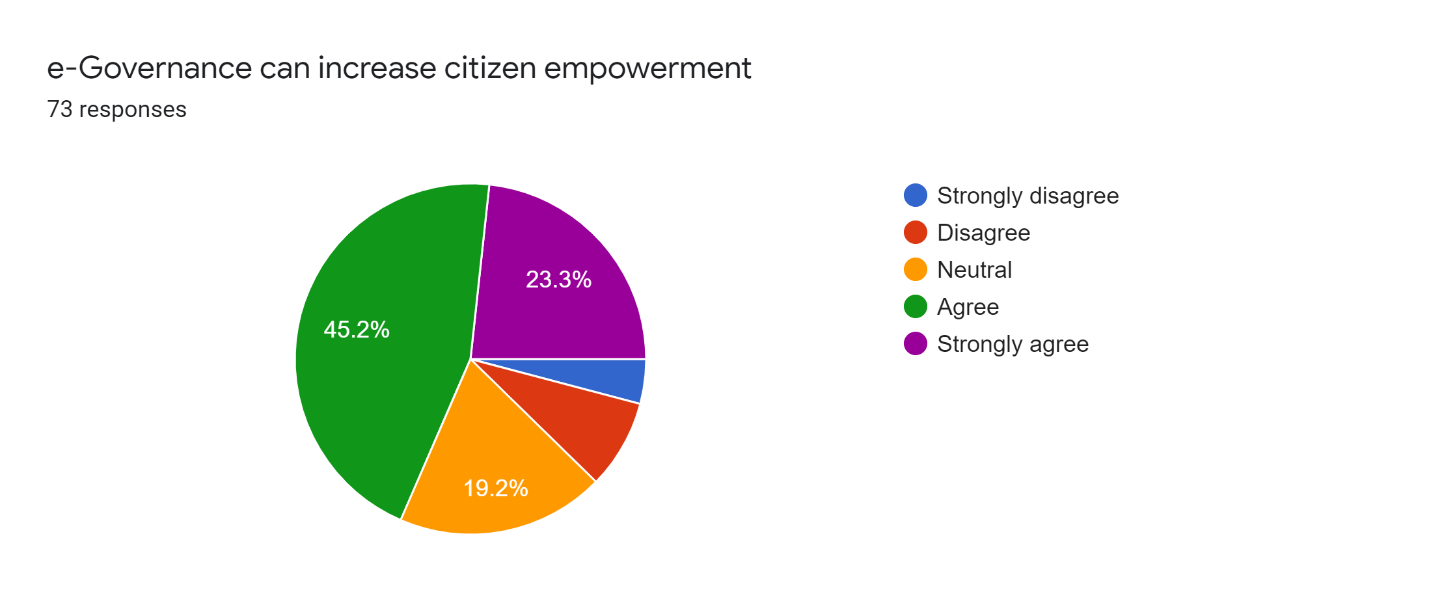 e-Governance can increase citizen empowerment
73 responses
23.3%
45.2%
19.2%
Strongly disagree
Disagree
Neutral
Agree
Strongly agree